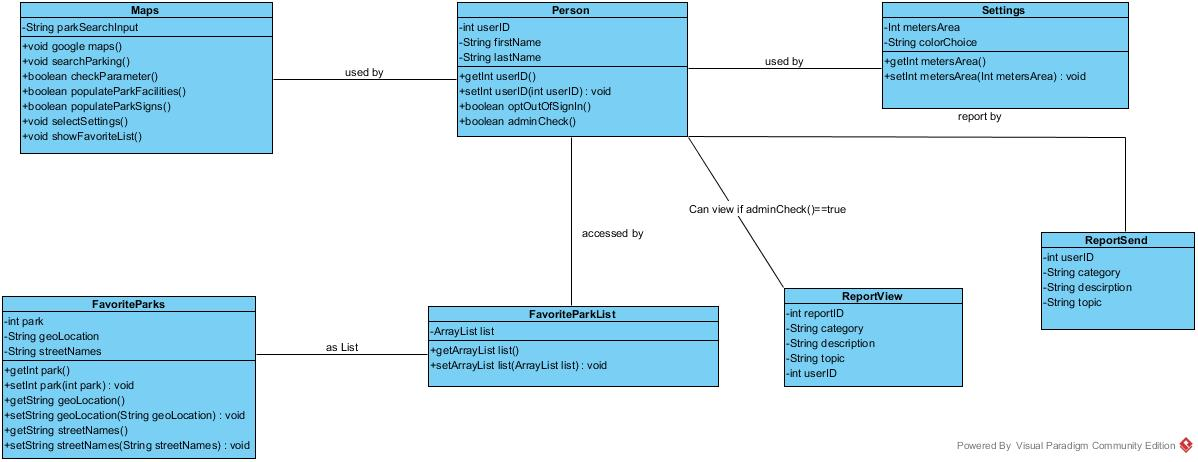 Maps
-String parkSearchInput
+void google maps()
+void searchParking()
+boolean checkParameter()
+boolean populateParkFacilities()
+boolean populateParkSigns()
+void selectSettings()
+void showFavoriteList()
used by
Person
-int userID
-String firstName
-String lastName
+getInt userID()
+setInt userID(int userID) : void
+boolean optOutOfSignIn()
+boolean adminCheck()
used by
Settings
-Int metersArea
-String colorChoice
+getInt metersArea()
+setInt metersArea(Int metersArea) : void
report by
Can view if adminCheck()==true
accessed by
ReportSend
-int userID
-String category
-String descirption
-String topic
FavoriteParks
-int park
-String geoLocation
-String streetNames
+getInt park()
+setInt park(int park) : void
+getString geoLocation()
+setString geoLocation(String geoLocation) : void
+getString streetNames()
+setString streetNames(String streetNames) : void
as List
FavoriteParkList
-ArrayList list
+getArrayList list()
+setArrayList list(ArrayList list) : void
ReportView
-int reportID
-String category
-String description
-String topic
-int userID
Powered By Visual Paradigm Community Edition